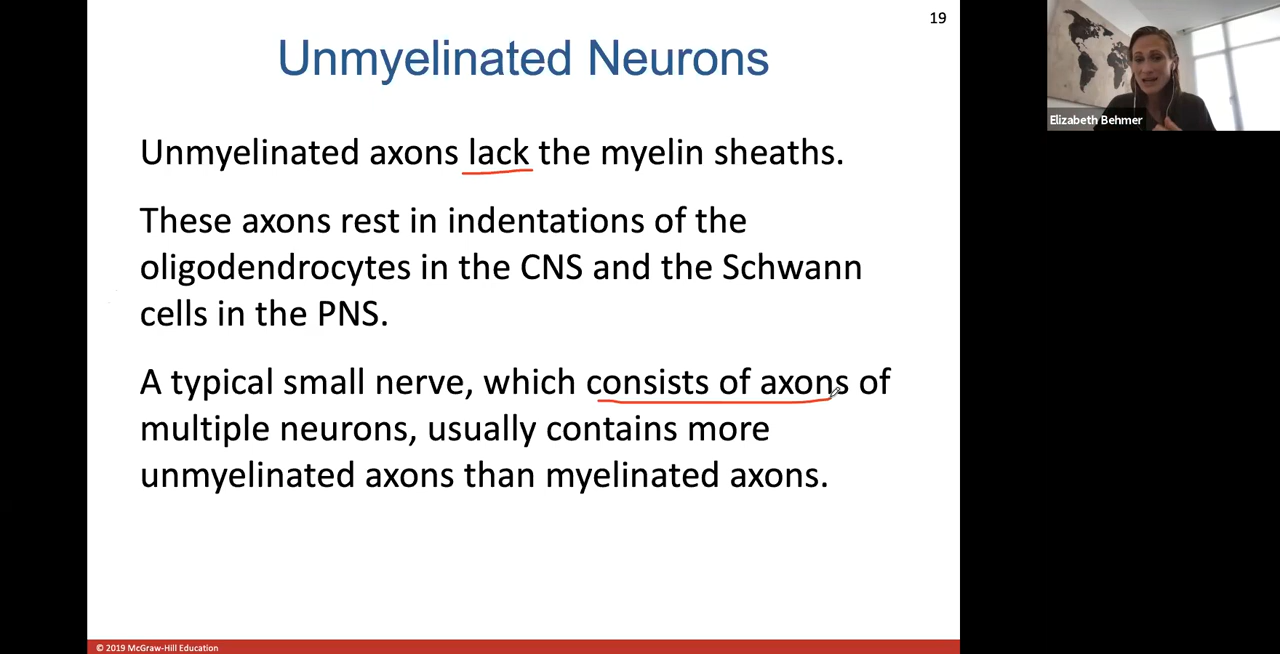 19
Unmyelinated Neurons
Elizabeth Behmer
Unmyelinated axons lack the myelin sheaths.
These axons rest in indentations of the
oligodendrocytes in the CNS and the Schwann
cells in the PNS.
A typical small nerve, which consists of axons of
multiple neurons, usually contains more
unmyelinated axons than myelinated axons.
© 2019 McGraw-Hill Education